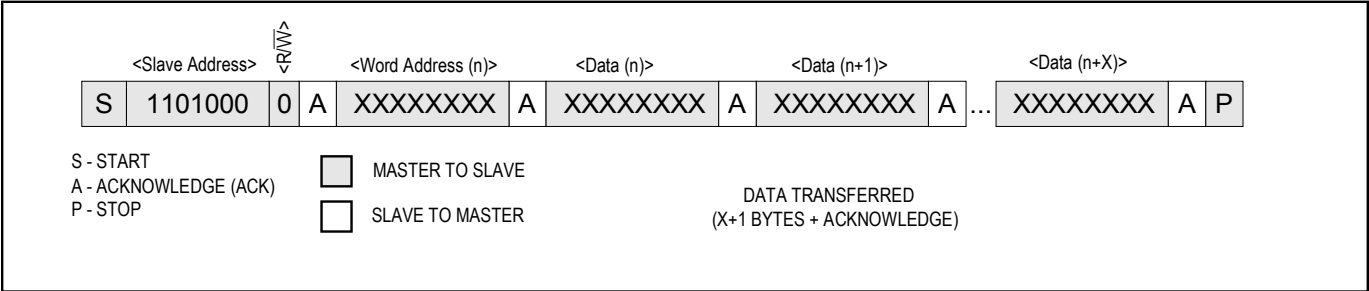 <Slave Address> <R/W̅> <Word Address (n)> <Data (n)> <Data (n+1)> <Data (n+X)>
S 1101000 0 A XXXXXXXX A XXXXXXXX A XXXXXXXX A ... XXXXXXXX A P
S - START
A - ACKNOWLEDGE (ACK)
P - STOP
MASTER TO SLAVE
SLAVE TO MASTER
DATA TRANSFERRED
(X+1 BYTES + ACKNOWLEDGE)